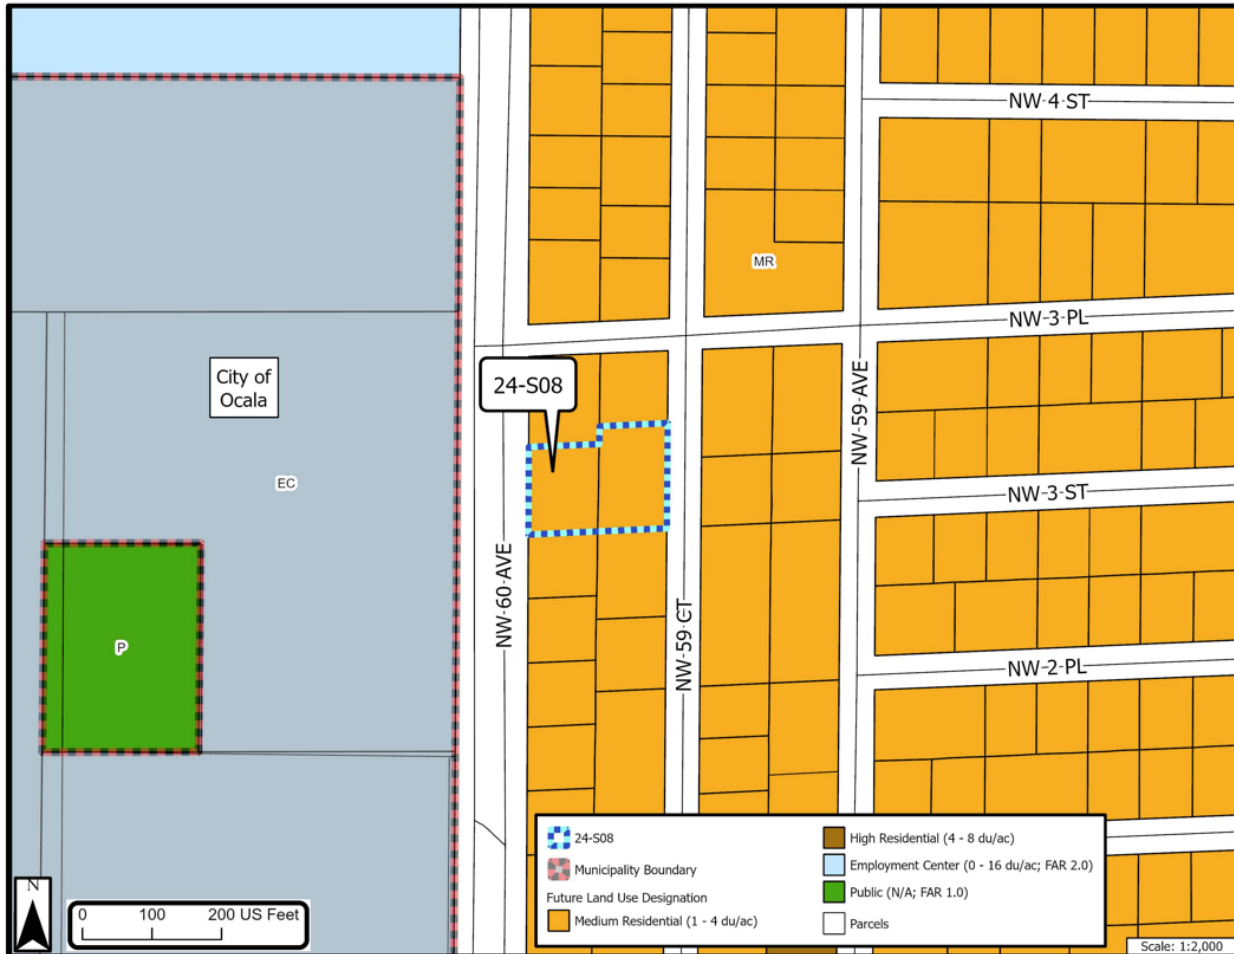 NW 4 ST
MR
NW 3 PL
City of
Ocala
24-S08
NW 59 AVE
EC
NW 3 ST
NW 60 AVE
NW 59 CT
P
NW 2 PL
24-S08
Municipality Boundary
Future Land Use Designation
Medium Residential (1 - 4 du/ac)
High Residential (4 - 8 du/ac)
Employment Center (0 - 16 du/ac; FAR 2.0)
Public (N/A; FAR 1.0)
Parcels
N
0 100 200 US Feet
Scale: 1:2,000